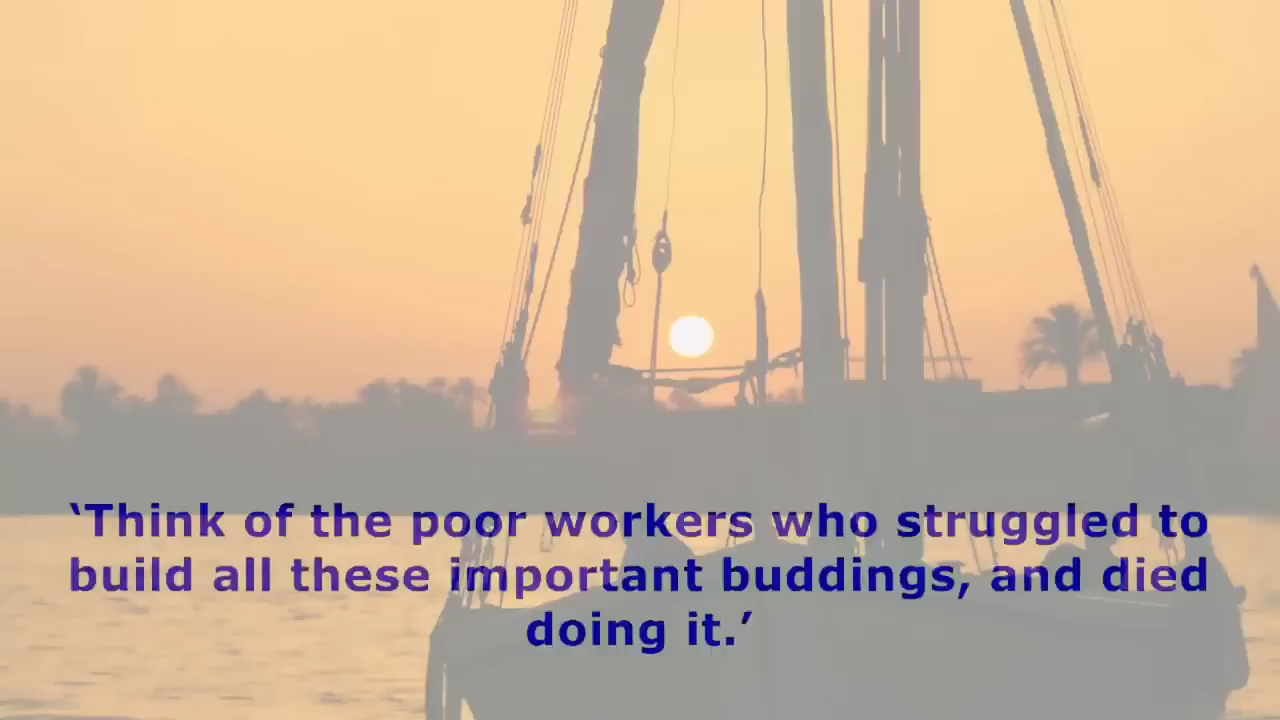 ‘Think of the poor workers who struggled to
build all these important buddings, and died
doing it.’